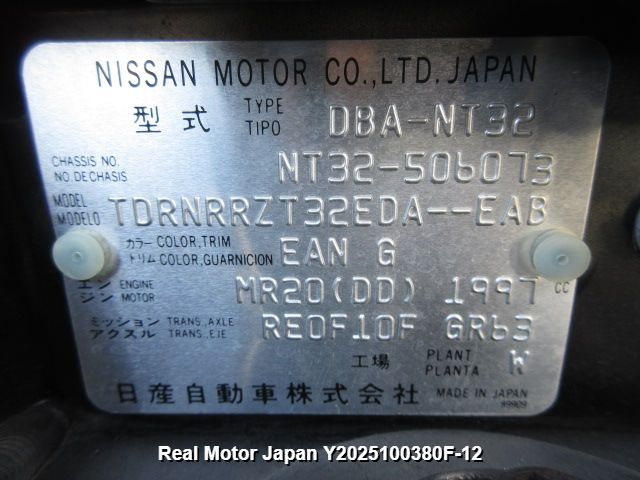 NISSAN MOTOR CO.,LTD. JAPAN
型式 TYPE TIPO DBA-NT32
CHASSIS NO. NO.DE CHASIS NT32-506073
MODEL MODELO TDRNRRZT32EDA--EAB
カラー COLOR,TRIM
トリム COLOR,GUARNICION EAN G
エンジン ENGINE MOTOR MR20(DD) 1997 CC
ミッション TRANS.,AXLE
アクスル TRANS.,EJE RE0F10F GR63
工場 PLANT PLANTA W
日産自動車株式会社 MADE IN JAPAN
Real Motor Japan Y2025100380F-12